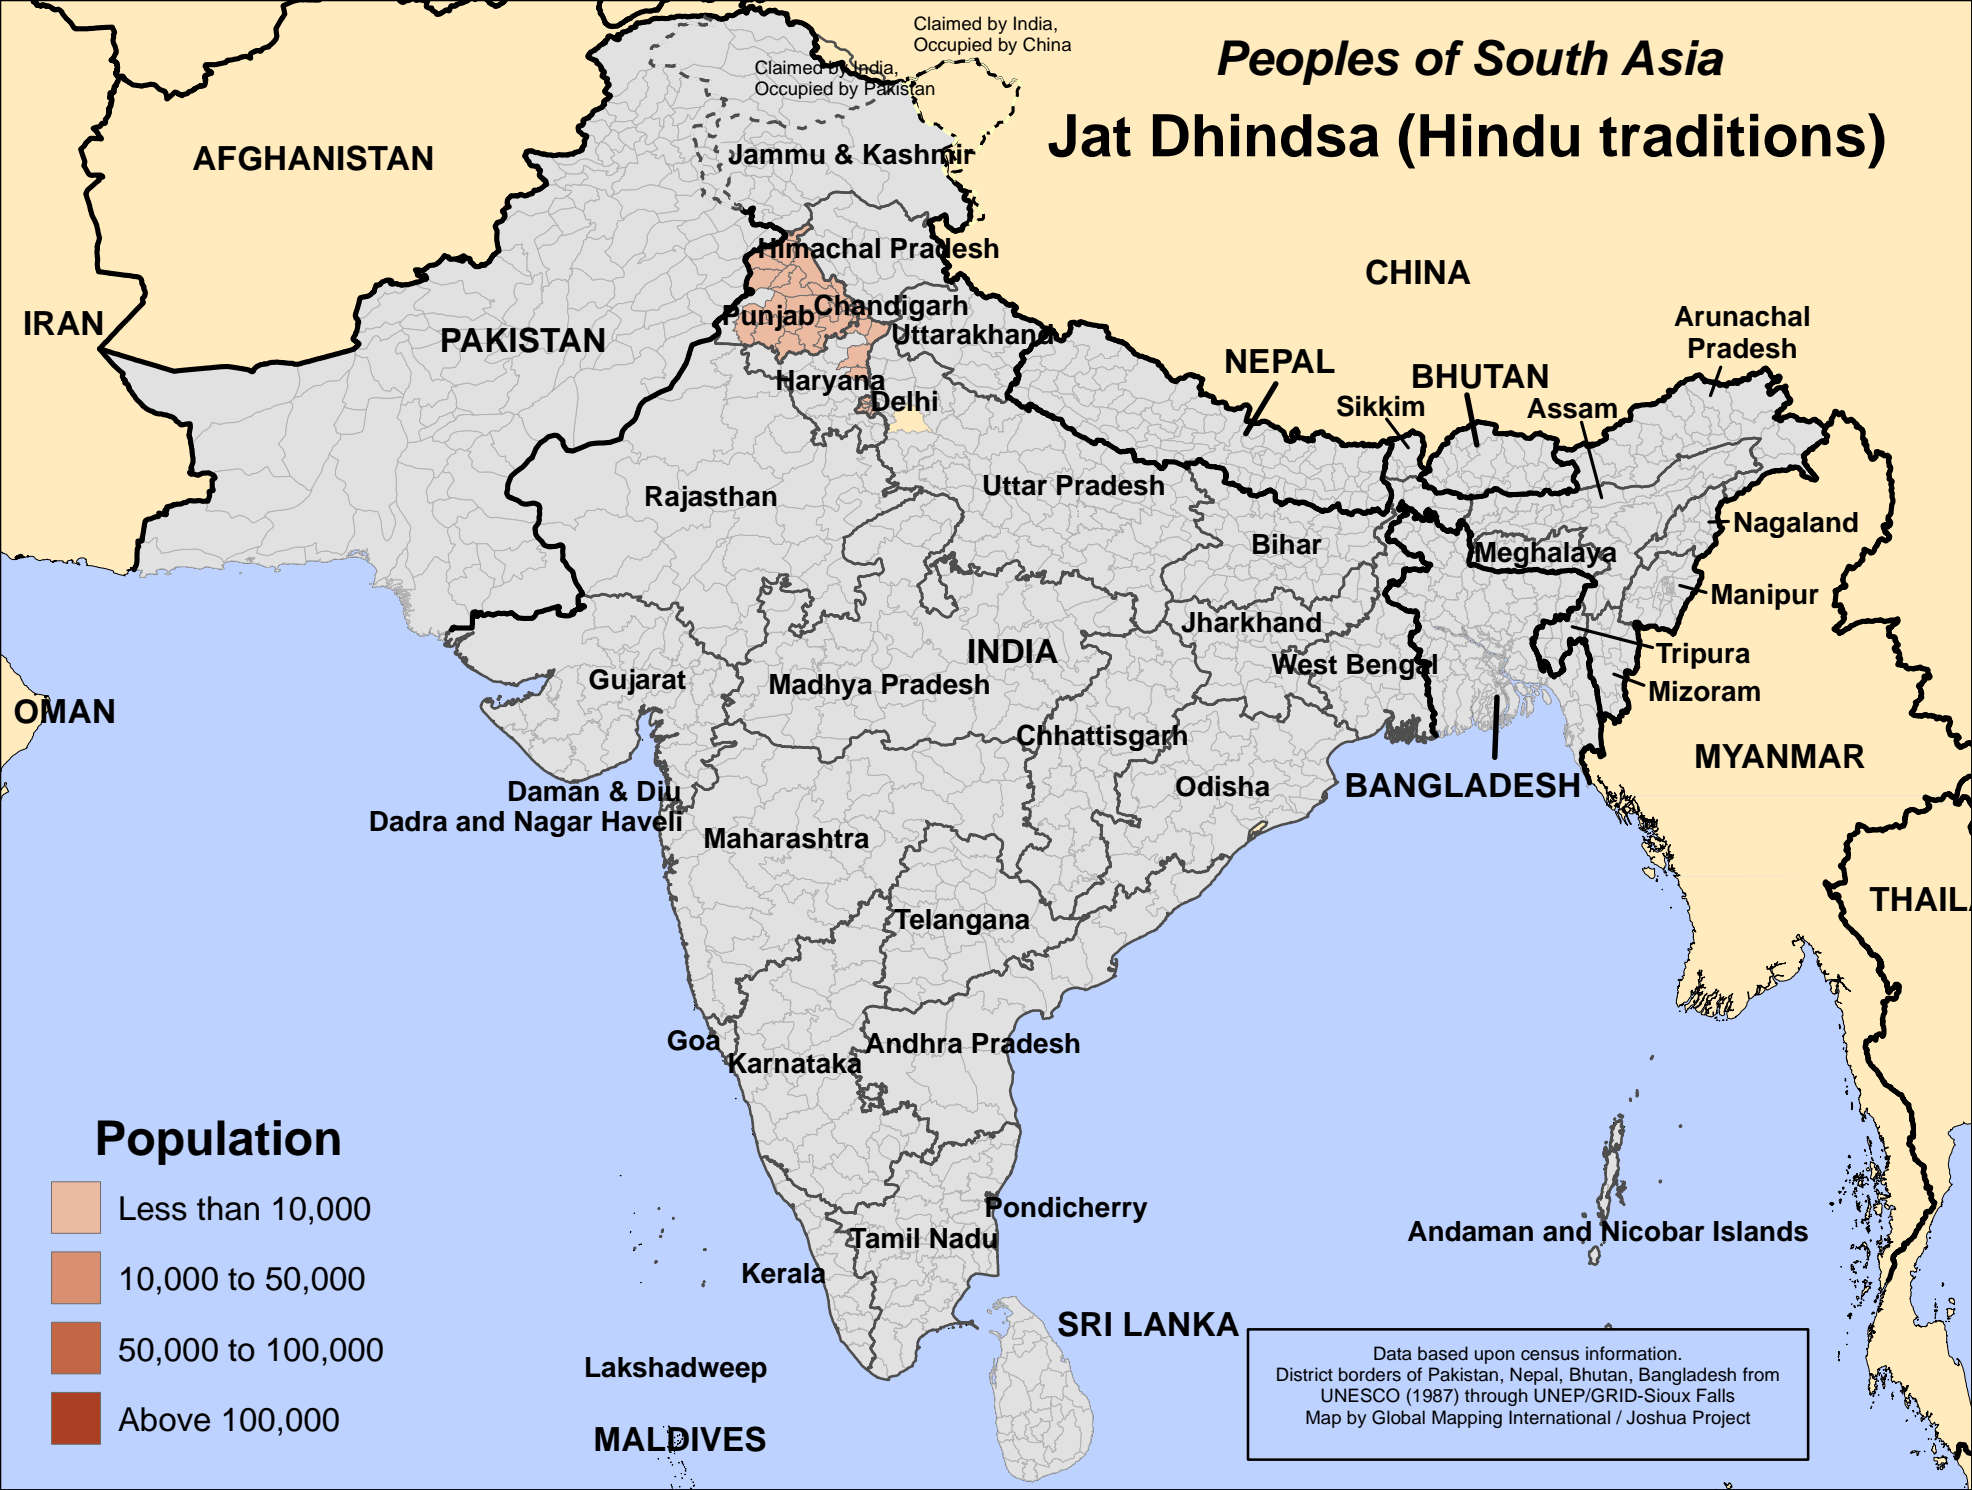 Claimed by India,
Occupied by China
Peoples of South Asia
Claimed by India,
Occupied by Pakistan
Jat Dhindsa (Hindu traditions)
AFGHANISTAN
Jammu & Kashmir
Himachal Pradesh
CHINA
IRAN
PAKISTAN
Punjab
Chandigarh
Uttarakhand
Arunachal
Pradesh
NEPAL
BHUTAN
Haryana
Delhi
Sikkim
Assam
Rajasthan
Uttar Pradesh
Bihar
Meghalaya
Nagaland
Manipur
Jharkhand
INDIA
West Bengal
Tripura
Mizoram
Gujarat
Madhya Pradesh
OMAN
Chhattisgarh
MYANMAR
Odisha
BANGLADESH
Daman & Diu
Dadra and Nagar Haveli
Maharashtra
THAIL
Telangana
Goa
Karnataka
Andhra Pradesh
Population
Less than 10,000
10,000 to 50,000
50,000 to 100,000
Above 100,000
Pondicherry
Tamil Nadu
Kerala
Andaman and Nicobar Islands
SRI LANKA
Lakshadweep
MALDIVES
Data based upon census information.
District borders of Pakistan, Nepal, Bhutan, Bangladesh from
UNESCO (1987) through UNEP/GRID-Sioux Falls
Map by Global Mapping International / Joshua Project